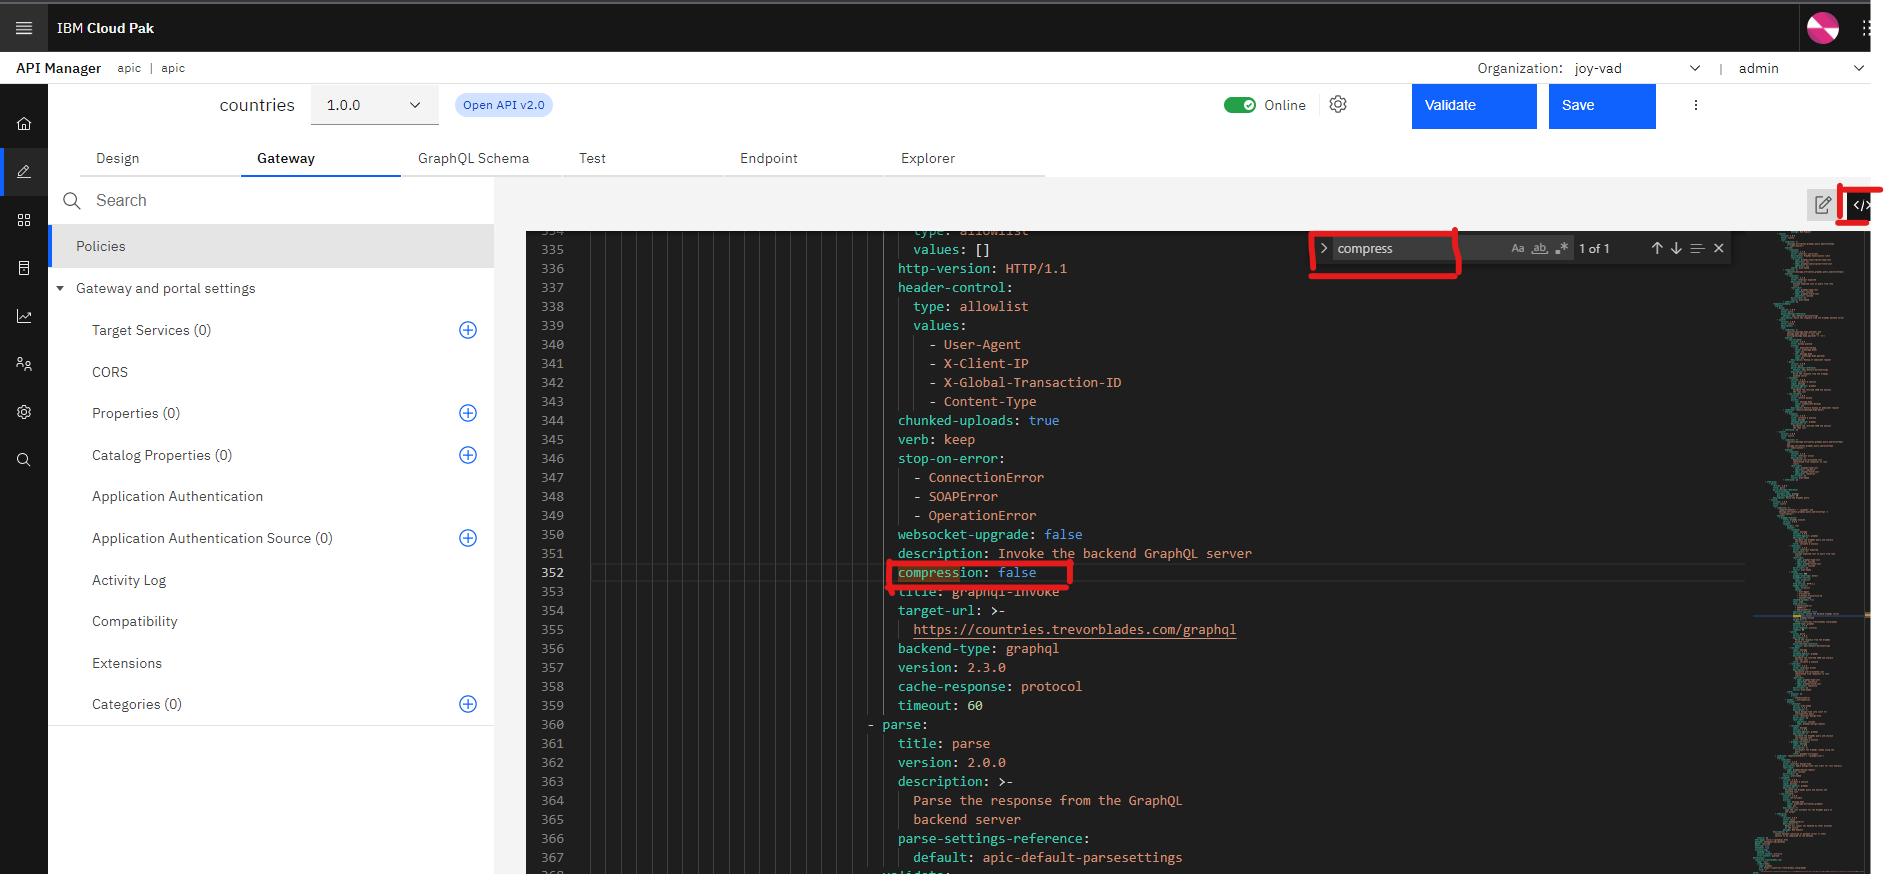 IBM Cloud Pak
API Manager apic | apic
Organization: joy-vad | admin
countries 1.0.0 Open API v2.0 Online Validate Save
Design Gateway GraphQL Schema Test Endpoint Explorer
Search
Policies
Gateway and portal settings
Target Services (0)
CORS
Properties (0)
Catalog Properties (0)
Application Authentication
Application Authentication Source (0)
Activity Log
Compatibility
Extensions
Categories (0)
</>
compress Aa ab .* 1 of 1
334 type: allowlist
335 values: []
336 http-version: HTTP/1.1
337 header-control:
338 type: allowlist
339 values:
340 - User-Agent
341 - X-Client-IP
342 - X-Global-Transaction-ID
343 - Content-Type
344 chunked-uploads: true
345 verb: keep
346 stop-on-error:
347 - ConnectionError
348 - SOAPError
349 - OperationError
350 websocket-upgrade: false
351 description: Invoke the backend GraphQL server
352 compression: false
353 title: graphql-invoke
354 target-url: >-
355 https://countries.trevorblades.com/graphql
356 backend-type: graphql
357 version: 2.3.0
358 cache-response: protocol
359 timeout: 60
360 - parse:
361 title: parse
362 version: 2.0.0
363 description: >-
364 Parse the response from the GraphQL
365 backend server
366 parse-settings-reference:
367 default: apic-default-parsesettings
368 validate: